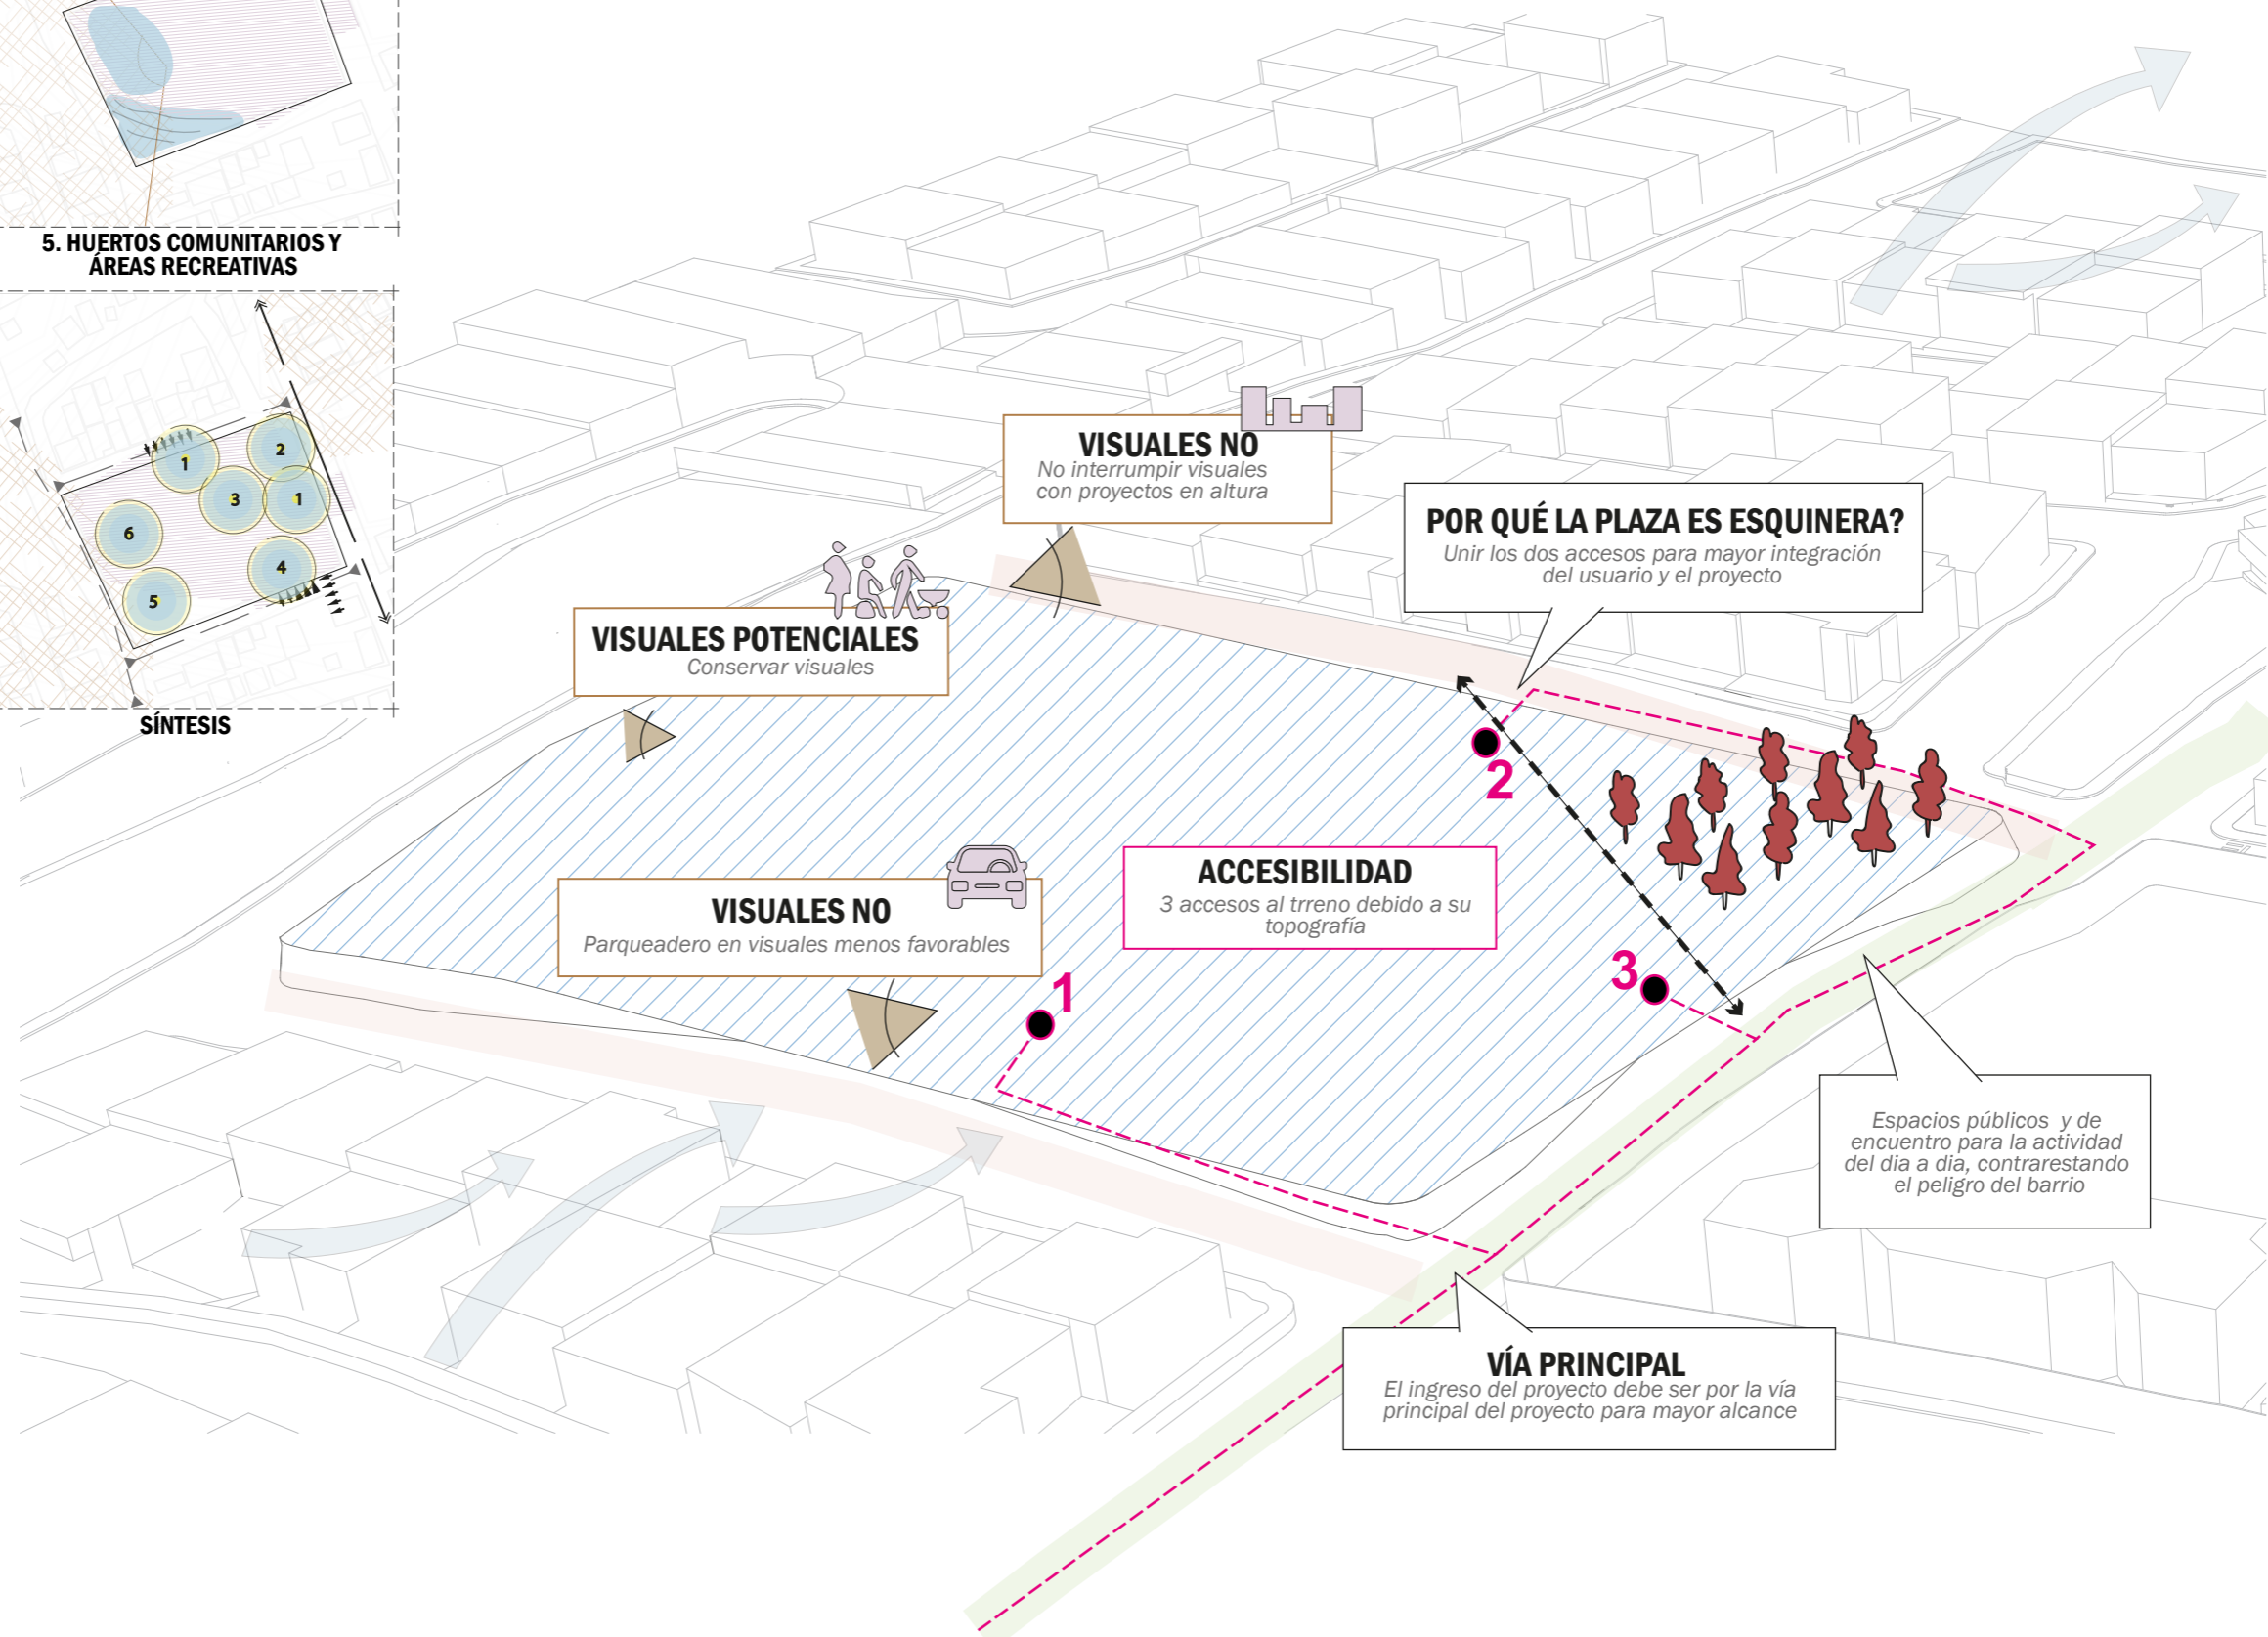 5. HUERTOS COMUNITARIOS Y
ÁREAS RECREATIVAS
1
2
3
1
6
4
5
SÍNTESIS
VISUALES NO
No interrumpir visuales
con proyectos en altura
POR QUÉ LA PLAZA ES ESQUINERA?
Unir los dos accesos para mayor integración
del usuario y el proyecto
VISUALES POTENCIALES
Conservar visuales
2
ACCESIBILIDAD
3 accesos al trreno debido a su
topografía
VISUALES NO
Parqueadero en visuales menos favorables
1
3
Espacios públicos y de
encuentro para la actividad
del dia a dia, contrarestando
el peligro del barrio
VÍA PRINCIPAL
El ingreso del proyecto debe ser por la vía
principal del proyecto para mayor alcance